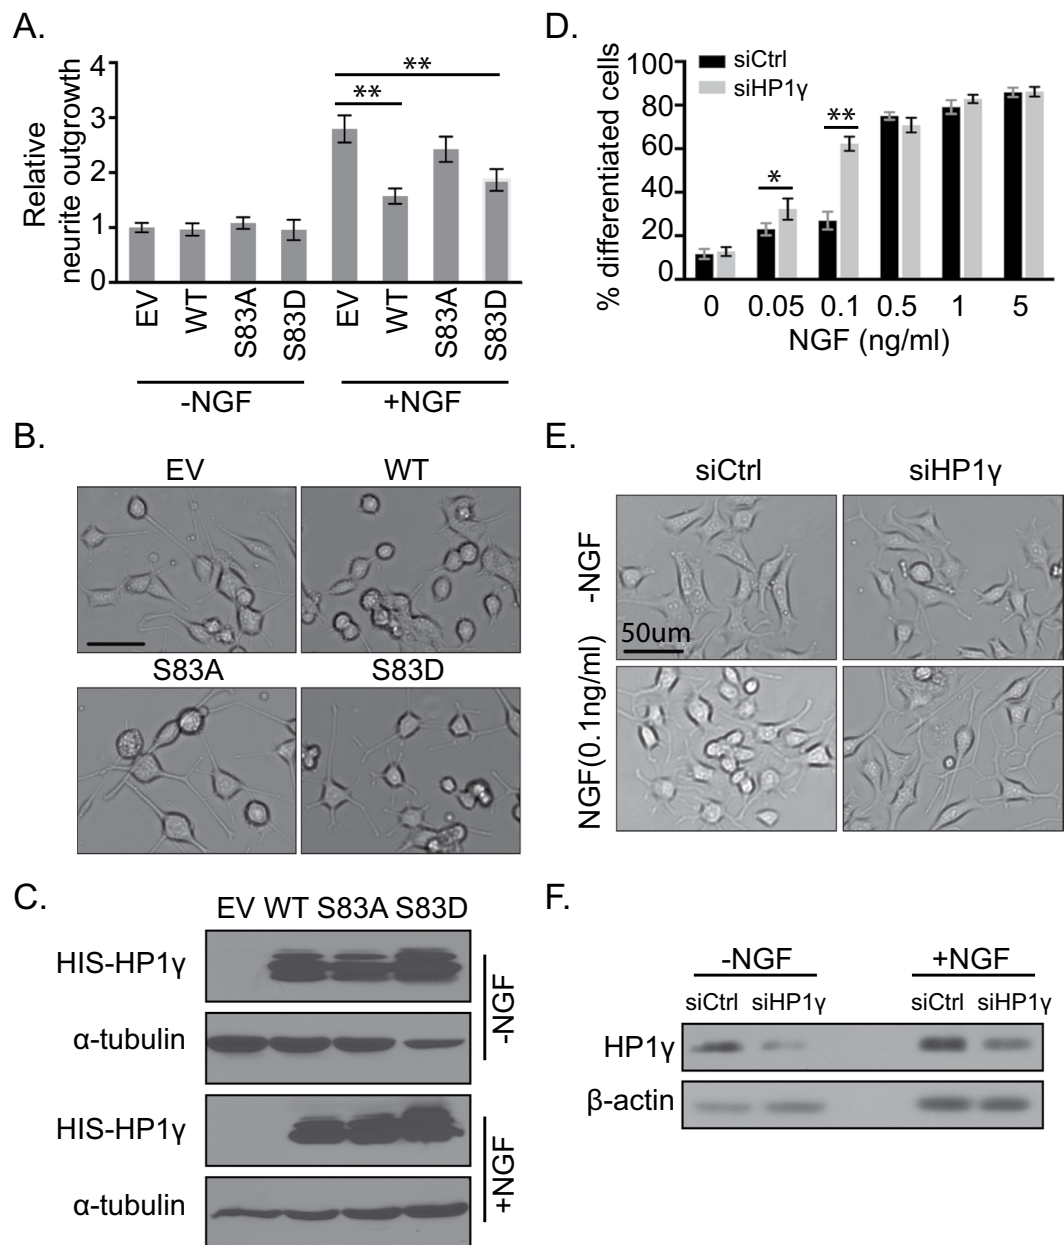 A.
Relative
neurite outgrowth
4
3
2
1
0
**
**
EV
WT
S83A
S83D
EV
WT
S83A
S83D
-NGF
+NGF
D.
% differentiated cells
100
80
60
40
20
0
siCtrl
siHP1γ
*
**
0 0.05 0.1 0.5 1 5
NGF (ng/ml)
B.
EV WT
S83A S83D
E.
siCtrl siHP1γ
-NGF
50um
NGF(0.1ng/ml)
C.
EV WT S83A S83D
HIS-HP1γ
α-tubulin
-NGF
HIS-HP1γ
α-tubulin
+NGF
F.
-NGF +NGF
siCtrl siHP1γ siCtrl siHP1γ
HP1γ
β-actin